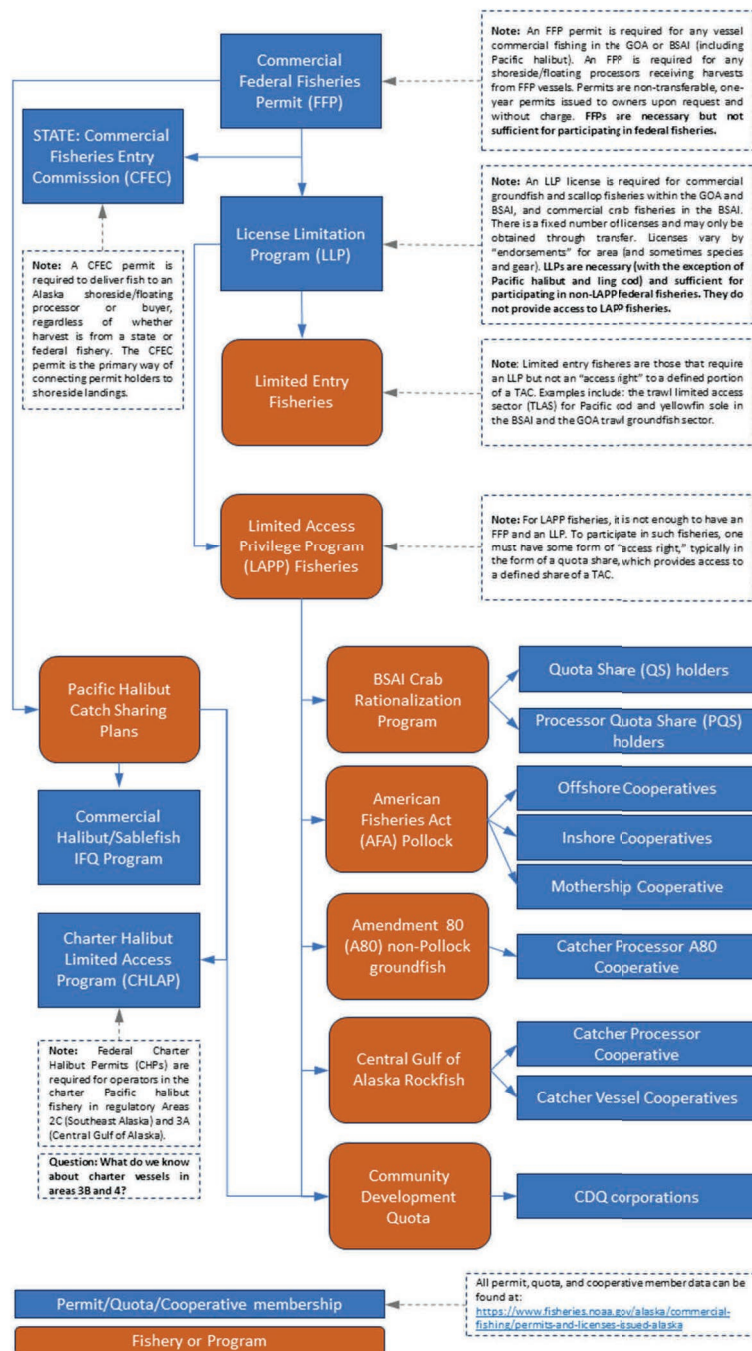 Commercial
Federal Fisheries
Permit (FFP)
Note: An FFP permit is required for any vessel
commercial fishing in the GOA or BSAI (including
Pacific halibut). An FPP is required for any
shoreside/floating processors receiving harvests
from FFP vessels. Permits are non-transferable, one-
year permits issued to owners upon request and
without charge. FFPs are necessary but not
sufficient for participating in federal fisheries.
STATE: Commercial
Fisheries Entry
Commission (CFEC)
Note: A CFEC permit is
required to deliver fish to an
Alaska shoreside/floating
processor or buyer,
regardless of whether
harvest is from a state or
federal fishery. The CFEC
permit is the primary way of
connecting permit holders to
shoreside landings.
License Limitation
Program (LLP)
Note: An LLP license is required for commercial
groundfish and scallop fisheries within the GOA and
BSAI, and commercial crab fisheries in the BSAI.
There is a fixed number of licenses and may only be
obtained through transfer. Licenses vary by
“endorsements” for area (and sometimes species
and gear). LLPs are necessary (with the exception of
Pacific halibut and ling cod) and sufficient for
participating in non-LAPP federal fisheries. They do
not provide access to LAPP fisheries.
Limited Entry
Fisheries
Note: Limited entry fisheres are those that require
an LLP but not an “access right” to a defined portion
of a TAC. Examples include: the trawl limited access
sector (TLAS) for Pacific cod and yellowfin sole in
the BSAI and the GOA trawl groundfish sector.
Limited Access
Privilege Program
(LAPP) Fisheries
Note: For LAPP fisheries, it is not enough to have an
FFP and an LLP. To participate in such fisheries, one
must have some form of “access right,” typically in
the form of a quota share, which provides access to
a defined share of a TAC.
Pacific Halibut
Catch Sharing
Plans
Commercial
Halibut/Sablefish
IFQ Program
Charter Halibut
Limited Access
Program (CHLAP)
Note: Federal Charter
Halibut Permits (CHPs) are
required for operators in the
charter Pacific halibut
fishery in regulatory Areas
2C (Southeast Alaska) and 3A
(Central Gulf of Alaska).
Question: What do we know
about charter vessels in
areas 3B and 4?
BSAI Crab
Rationalization
Program
Quota Share (QS) holders
Processor Quota Share (PQS)
holders
American
Fisheries Act
(AFA) Pollock
Offshore Cooperatives
Inshore Cooperatives
Mothership Cooperative
Amendment 80
(A80) non-Pollock
groundfish
Catcher Processor A80
Cooperative
Central Gulf of
Alaska Rockfish
Catcher Processor
Cooperative
Catcher Vessel Cooperatives
Community
Development
Quota
CDQ corporations
Permit/Quota/Cooperative membership
Fishery or Program
All permit, quota, and cooperative member data can be
found at:
https://www.fisheries.noaa.gov/alaska/commercial-
fishing/permits-and-licenses-issued-alaska